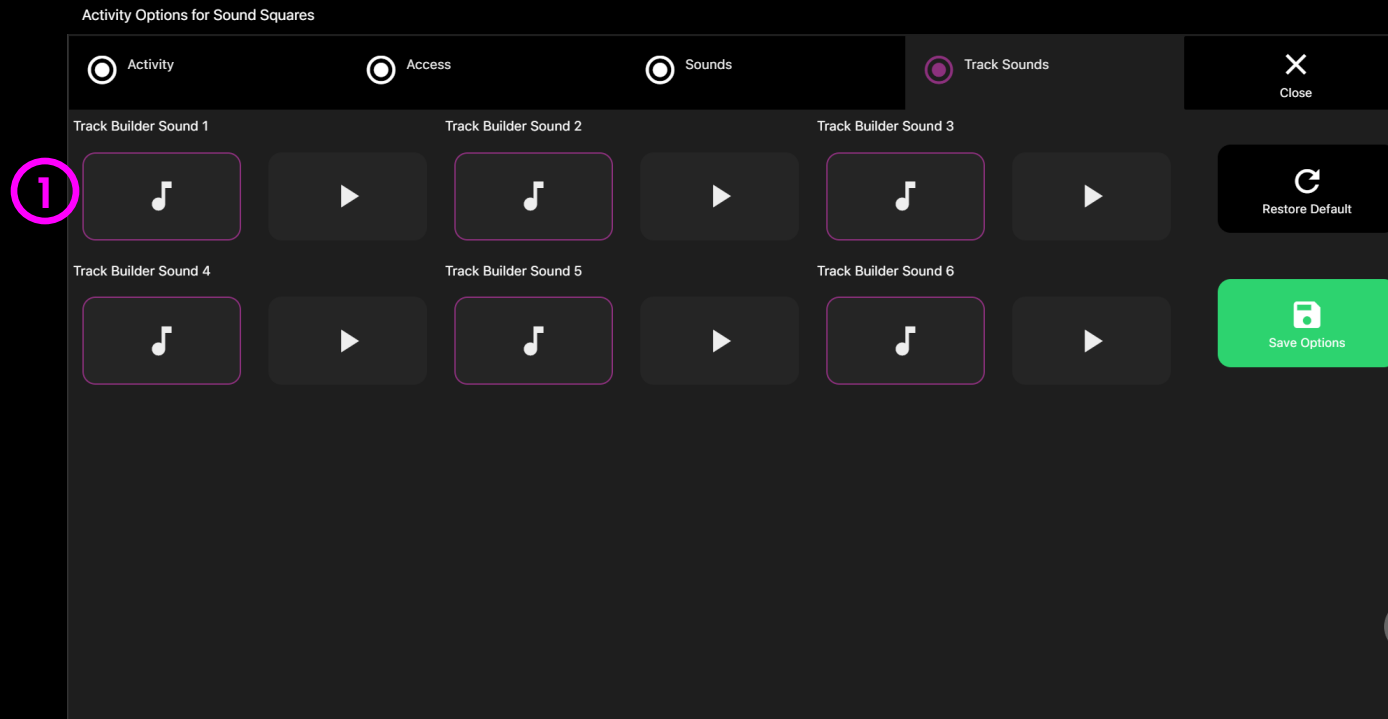 Activity Options for Sound Squares
Activity
Access
Sounds
Track Sounds
Close
Track Builder Sound 1
Track Builder Sound 2
Track Builder Sound 3
1
Restore Default
Track Builder Sound 4
Track Builder Sound 5
Track Builder Sound 6
Save Options